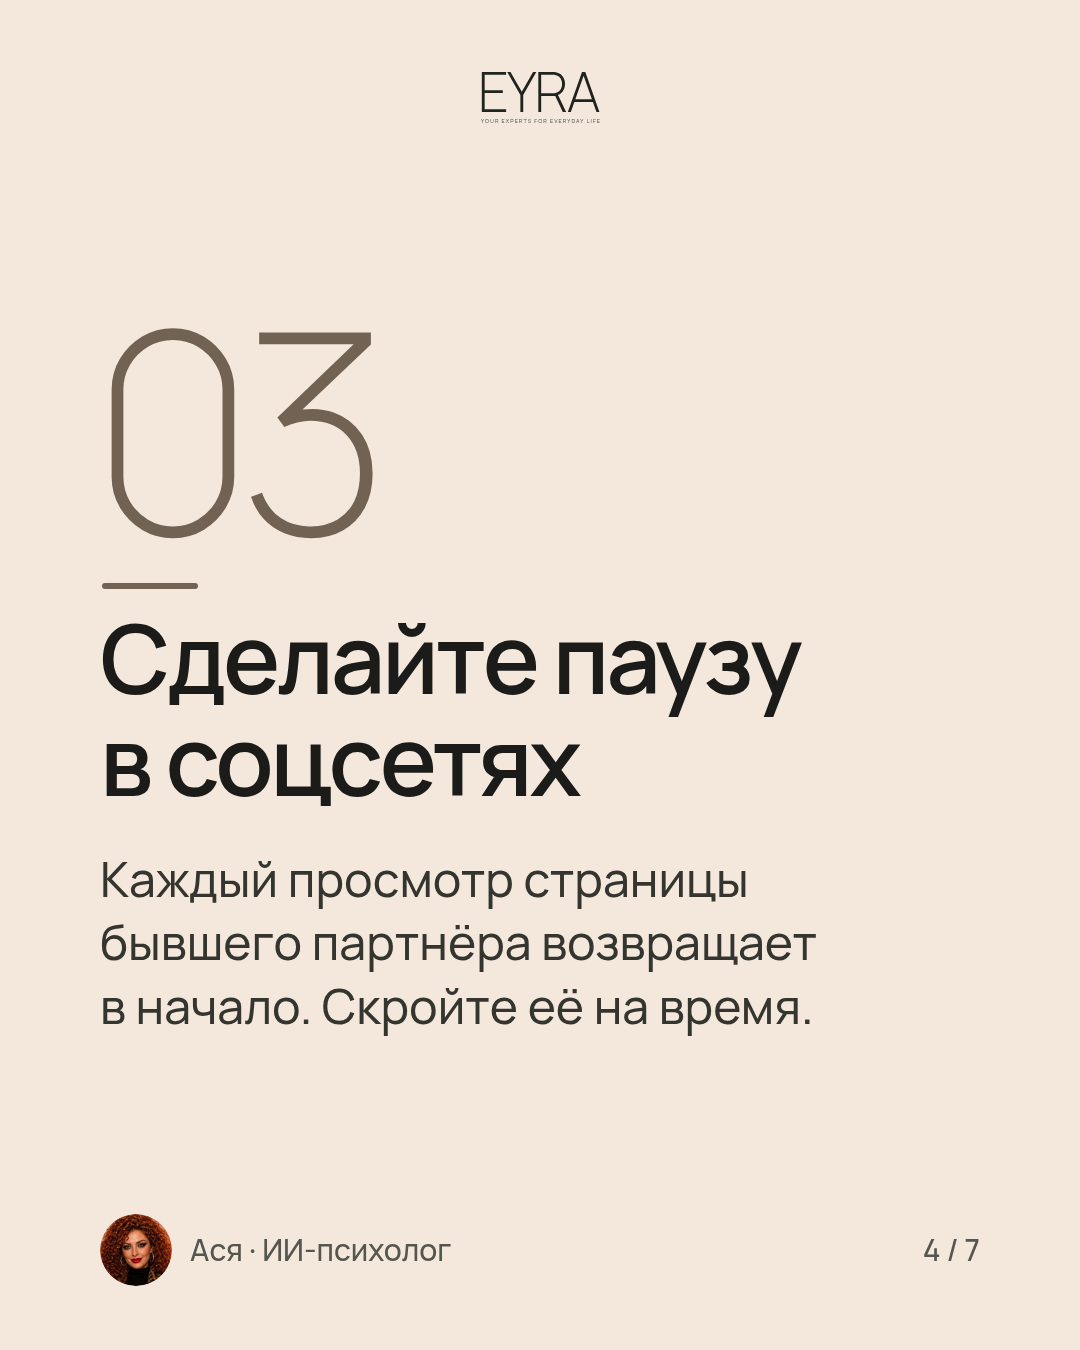 EYRA
YOUR EXPERTS FOR EVERYDAY LIFE
03
Сделайте паузу
в соцсетях
Каждый просмотр страницы
бывшего партнёра возвращает
в начало. Скройте её на время.
Ася · ИИ-психолог
4 / 7